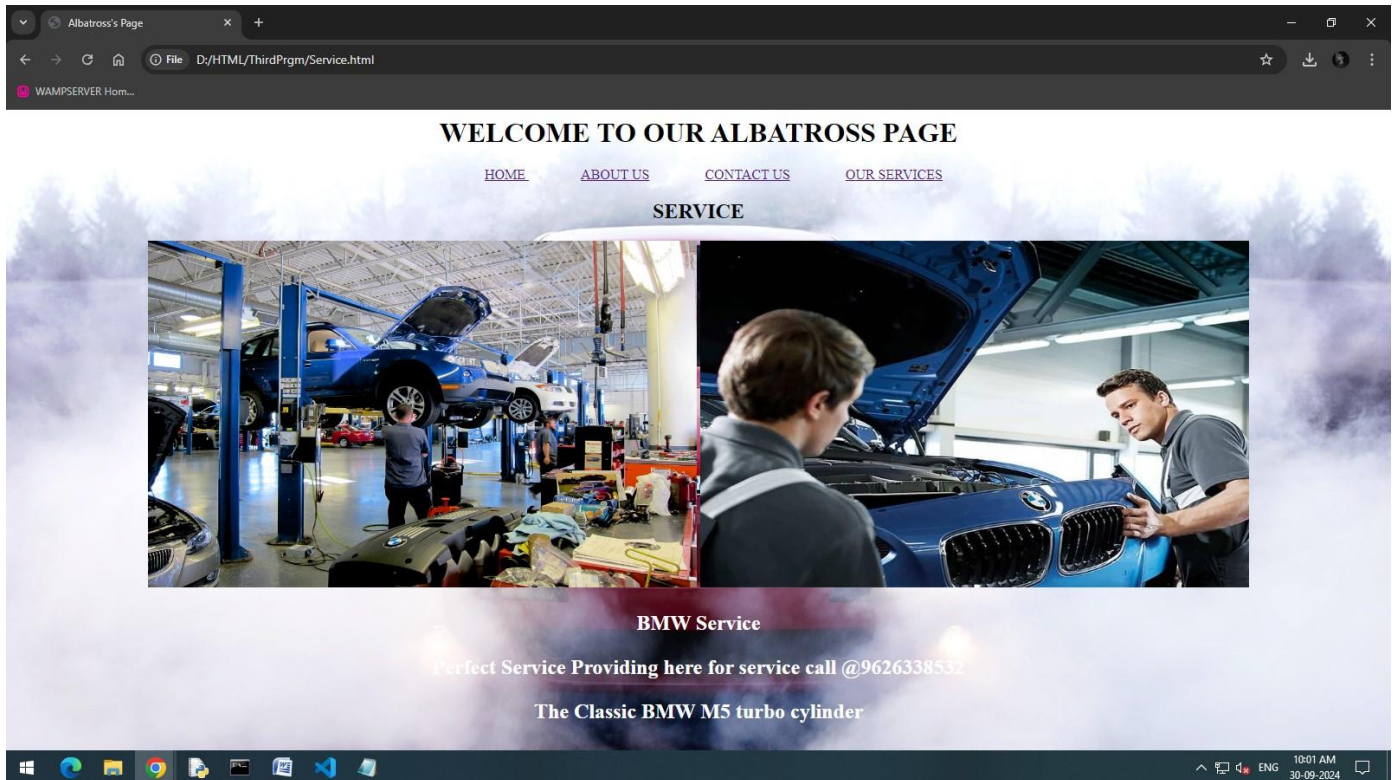 Albatross's Page
File D:/HTML/ThirdPrgm/Service.html
WAMPSERVER Hom...
WELCOME TO OUR ALBATROSS PAGE
HOME ABOUT US CONTACT US OUR SERVICES
SERVICE
BMW Service
Perfect Service Providing here for service call @9626338532
The Classic BMW M5 turbo cylinder
ENG 10:01 AM
30-09-2024